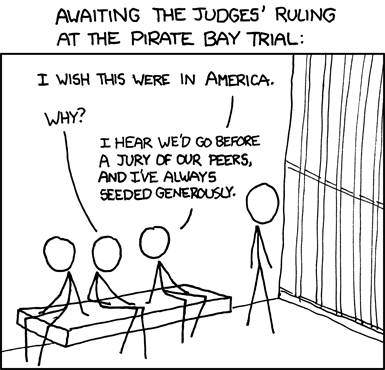 AWAITING THE JUDGES' RULING
AT THE PIRATE BAY TRIAL:
I WISH THIS WERE IN AMERICA.
WHY?
I HEAR WE'D GO BEFORE
A JURY OF OUR PEERS,
AND I'VE ALWAYS
SEEDED GENEROUSLY.